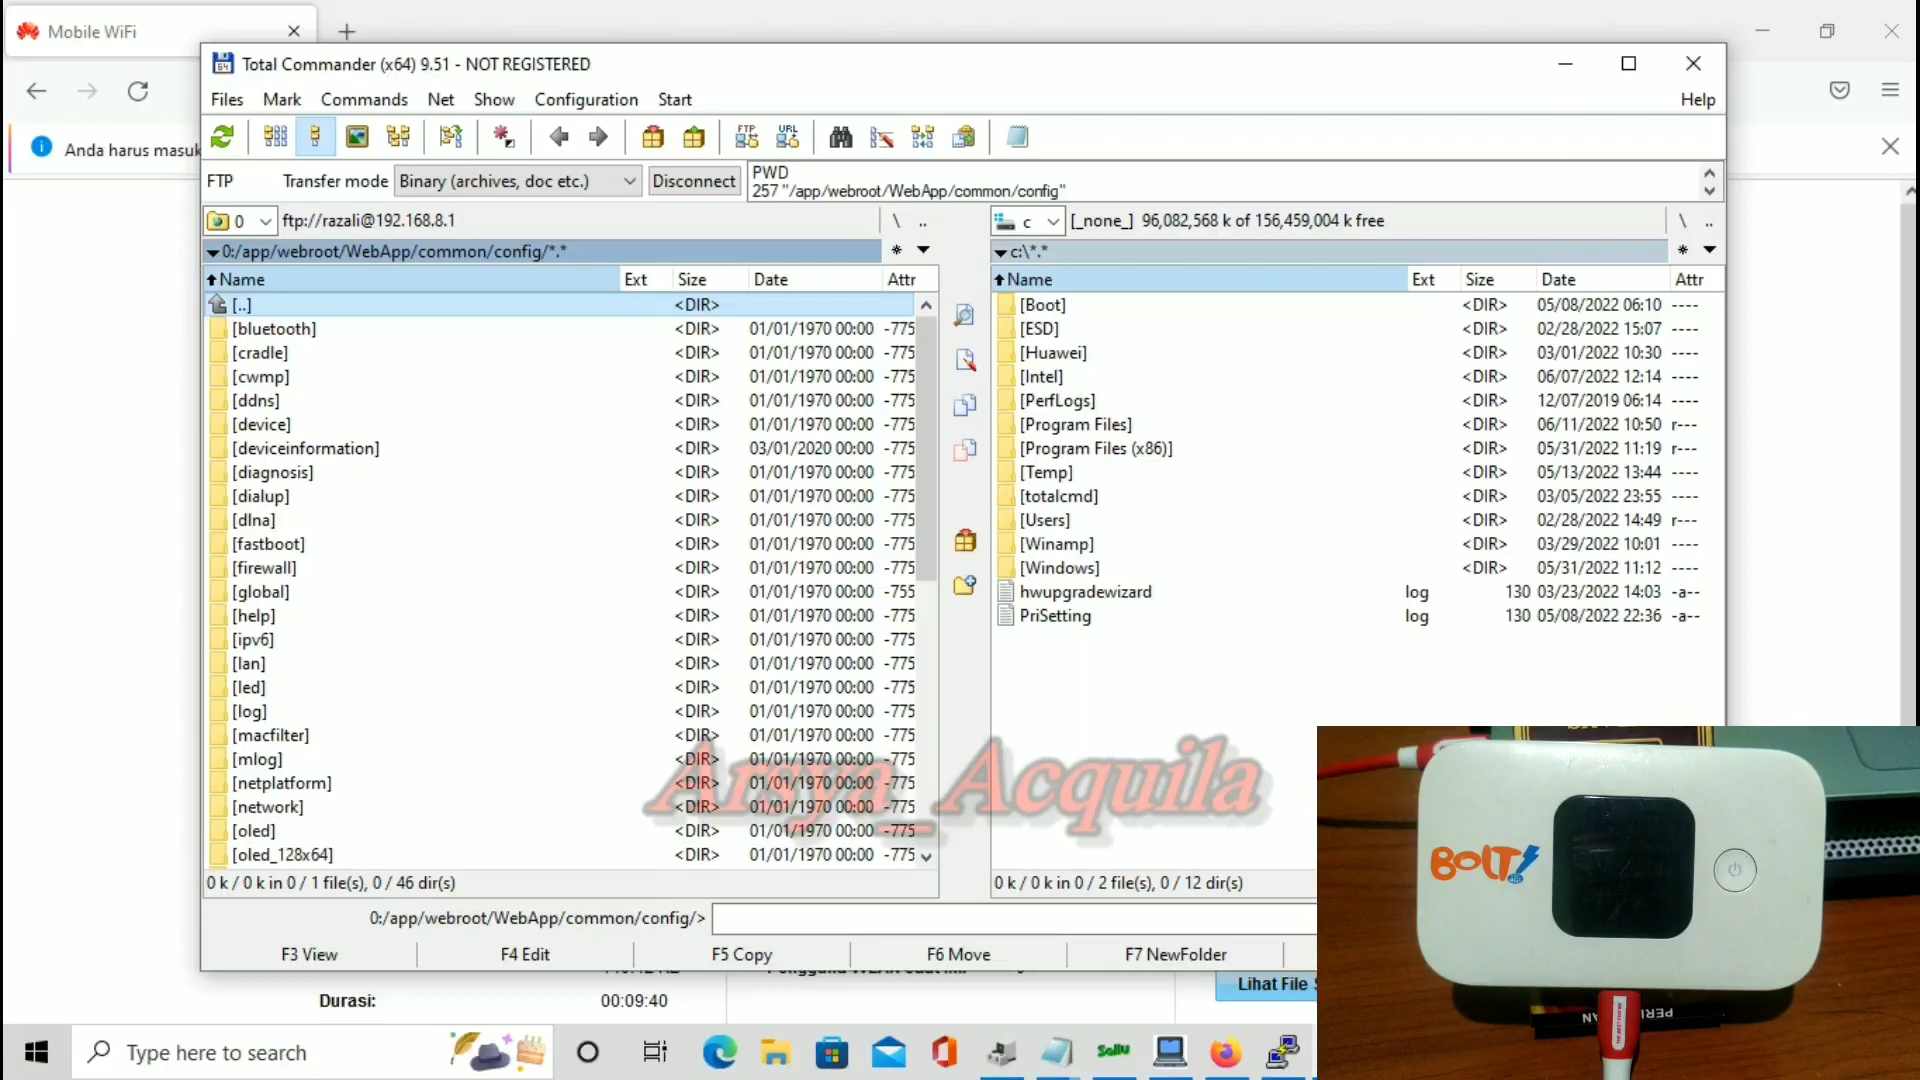 Mobile WiFi
Total Commander (x64) 9.51 - NOT REGISTERED
Files Mark Commands Net Show Configuration Start Help
Anda harus masuk
FTP URL
FTP Transfer mode Binary (archives, doc etc.) Disconnect PWD
257 "/app/webroot/WebApp/common/config"
0 ftp://razali@192.168.8.1 \ ..
c [_none_] 96,082,568 k of 156,459,004 k free \ ..
0:/app/webroot/WebApp/common/config/*.* *
c:\*.* *
Name Ext Size Date Attr
[..] <DIR>
[bluetooth] <DIR> 01/01/1970 00:00 -775
[cradle] <DIR> 01/01/1970 00:00 -775
[cwmp] <DIR> 01/01/1970 00:00 -775
[ddns] <DIR> 01/01/1970 00:00 -775
[device] <DIR> 01/01/1970 00:00 -775
[deviceinformation] <DIR> 03/01/2020 00:00 -775
[diagnosis] <DIR> 01/01/1970 00:00 -775
[dialup] <DIR> 01/01/1970 00:00 -775
[dlna] <DIR> 01/01/1970 00:00 -775
[fastboot] <DIR> 01/01/1970 00:00 -775
[firewall] <DIR> 01/01/1970 00:00 -775
[global] <DIR> 01/01/1970 00:00 -755
[help] <DIR> 01/01/1970 00:00 -775
[ipv6] <DIR> 01/01/1970 00:00 -775
[lan] <DIR> 01/01/1970 00:00 -775
[led] <DIR> 01/01/1970 00:00 -775
[log] <DIR> 01/01/1970 00:00 -775
[macfilter] <DIR> 01/01/1970 00:00 -775
[mlog] <DIR> 01/01/1970 00:00 -775
[netplatform] <DIR> 01/01/1970 00:00 -775
[network] <DIR> 01/01/1970 00:00 -775
[oled] <DIR> 01/01/1970 00:00 -775
[oled_128x64] <DIR> 01/01/1970 00:00 -775
0 k / 0 k in 0 / 1 file(s), 0 / 46 dir(s)
Name Ext Size Date Attr
[Boot] <DIR> 05/08/2022 06:10 ----
[ESD] <DIR> 02/28/2022 15:07 ----
[Huawei] <DIR> 03/01/2022 10:30 ----
[Intel] <DIR> 06/07/2022 12:14 ----
[PerfLogs] <DIR> 12/07/2019 06:14 ----
[Program Files] <DIR> 06/11/2022 10:50 r---
[Program Files (x86)] <DIR> 05/31/2022 11:19 r---
[Temp] <DIR> 05/13/2022 13:44 ----
[totalcmd] <DIR> 03/05/2022 23:55 ----
[Users] <DIR> 02/28/2022 14:49 r---
[Winamp] <DIR> 03/29/2022 10:01 ----
[Windows] <DIR> 05/31/2022 11:12 ----
hwupgradewizard log 130 03/23/2022 14:03 -a--
PriSetting log 130 05/08/2022 22:36 -a--
0 k / 0 k in 0 / 2 file(s), 0 / 12 dir(s)
Arsya_Acquila
BOLT!
0:/app/webroot/WebApp/common/config/>
F3 View F4 Edit F5 Copy F6 Move F7 NewFolder
Lihat File
Durasi: 00:09:40
Type here to search